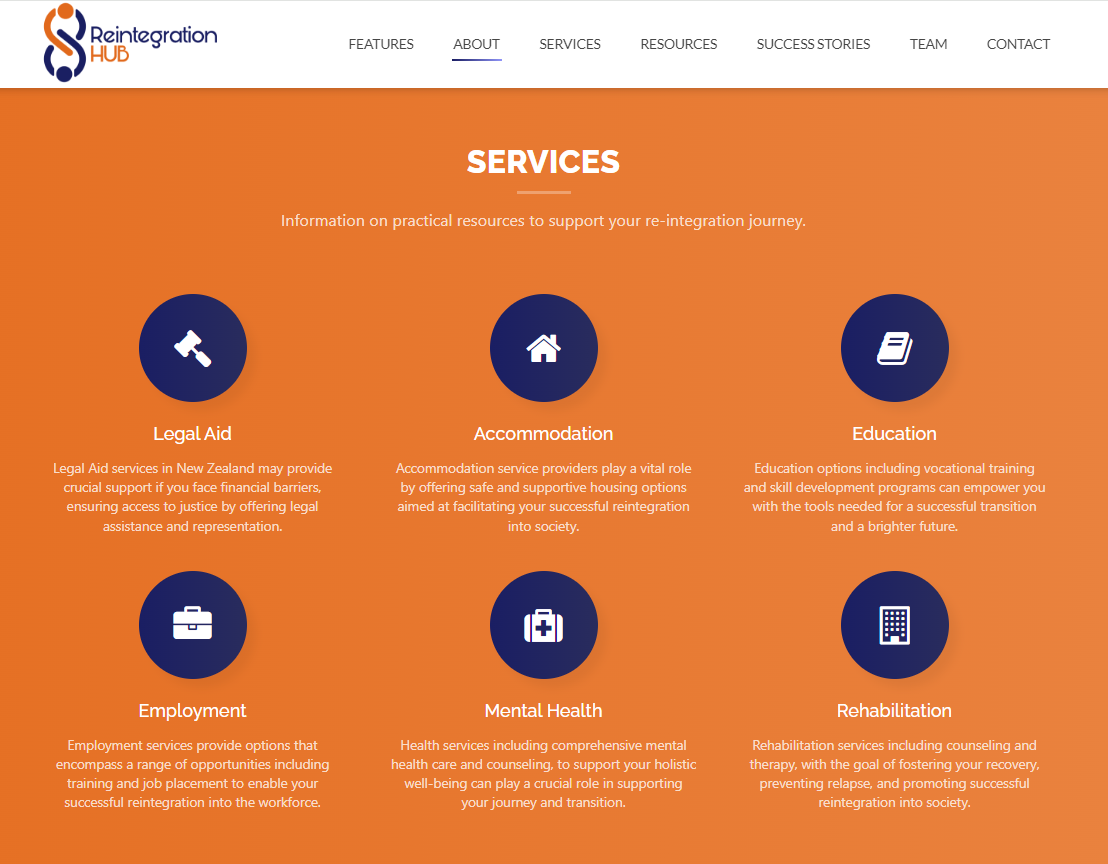 Reintegration
HUB
FEATURES
ABOUT
SERVICES
RESOURCES
SUCCESS STORIES
TEAM
CONTACT
SERVICES
Information on practical resources to support your re-integration journey.
Legal Aid
Legal Aid services in New Zealand may provide
crucial support if you face financial barriers,
ensuring access to justice by offering legal
assistance and representation.
Accommodation
Accommodation service providers play a vital role
by offering safe and supportive housing options
aimed at facilitating your successful reintegration
into society.
Education
Education options including vocational training
and skill development programs can empower you
with the tools needed for a successful transition
and a brighter future.
Employment
Employment services provide options that
encompass a range of opportunities including
training and job placement to enable your
successful reintegration into the workforce.
Mental Health
Health services including comprehensive mental
health care and counseling, to support your holistic
well-being can play a crucial role in supporting
your journey and transition.
Rehabilitation
Rehabilitation services including counseling and
therapy, with the goal of fostering your recovery,
preventing relapse, and promoting successful
reintegration into society.